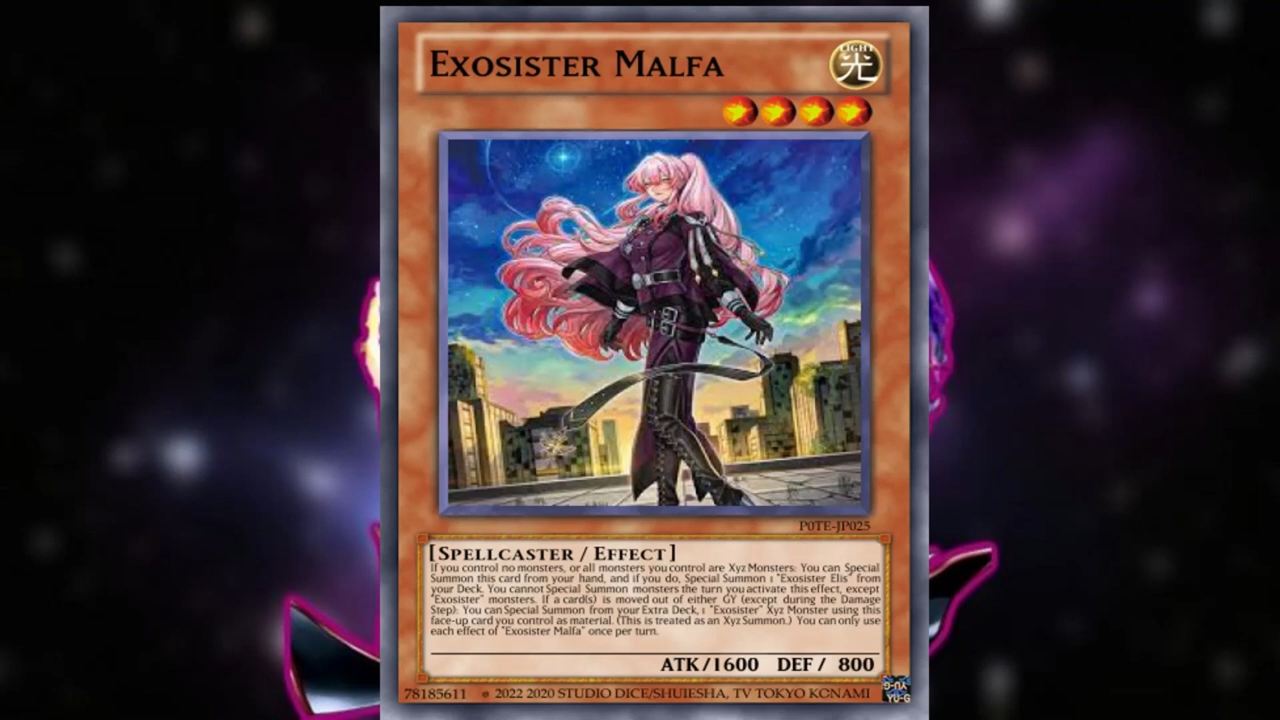 Exosister Malfa
LIGHT
光
P0TE-JP025
[Spellcaster / Effect]
If you control no monsters, or all monsters you control are Xyz Monsters: You can Special
Summon this card from your hand, and if you do, Special Summon 1 "Exosister Elis" from
your Deck. You cannot Special Summon monsters the turn you activate this effect, except
"Exosister" monsters. If a card(s) is moved out of either GY (except during the Damage
Step): You can Special Summon from your Extra Deck, 1 "Exosister" Xyz Monster using this
face-up card you control as material. (This is treated as an Xyz Summon.) You can only use
each effect of "Exosister Malfa" once per turn.
ATK/1600 DEF/ 800
78185611 © 2022 2020 STUDIO DICE/SHUIESHA, TV TOKYO KONAMI